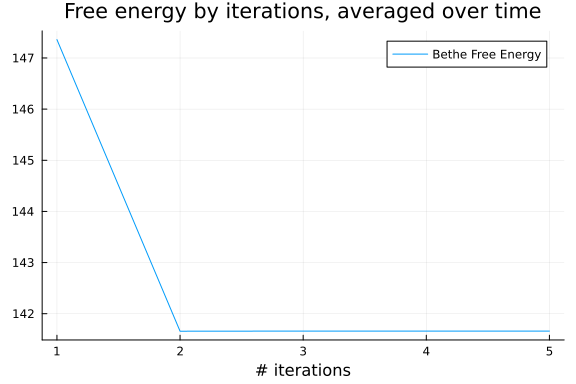 Free energy by iterations, averaged over time
Bethe Free Energy
147
146
145
144
143
142
1 2 3 4 5
# iterations